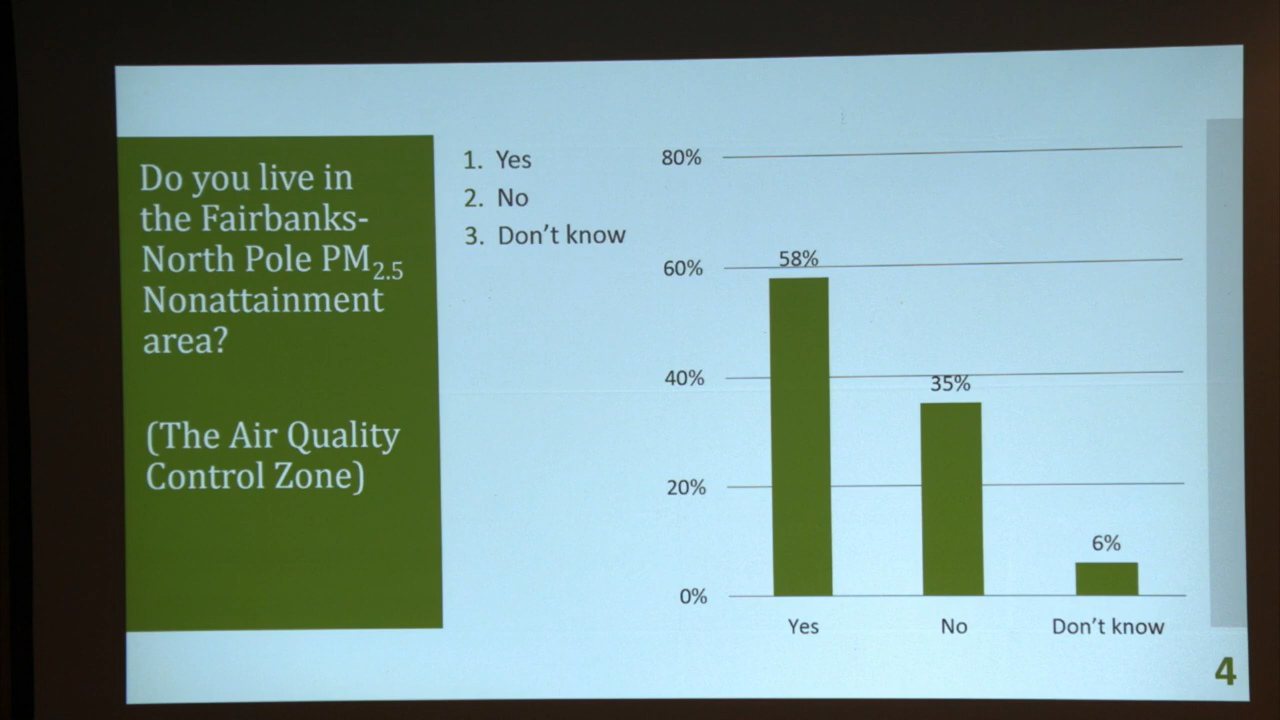 Do you live in
the Fairbanks-
North Pole PM2.5
Nonattainment
area?
(The Air Quality
Control Zone)
1. Yes
2. No
3. Don't know
80%
60%
40%
20%
0%
58%
35%
6%
Yes
No
Don't know
4